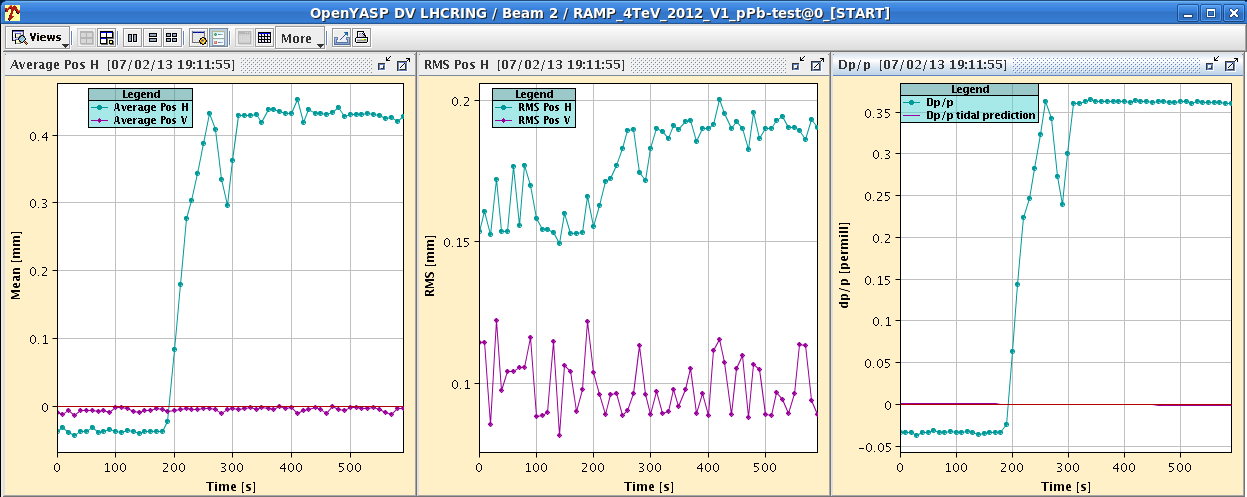 OpenYASP DV LHCRING / Beam 2 / RAMP_4TeV_2012_V1_pPb-test@0_[START]
Views
More
Average Pos H [07/02/13 19:11:55]
Legend
Average Pos H
Average Pos V
0.4
0.3
0.2
0.1
0
Mean [mm]
0 100 200 300 400 500
Time [s]
RMS Pos H [07/02/13 19:11:55]
Legend
RMS Pos H
RMS Pos V
0.2
0.15
0.1
RMS [mm]
0 100 200 300 400 500
Time [s]
Dp/p [07/02/13 19:11:55]
Legend
Dp/p
Dp/p tidal prediction
0.35
0.3
0.25
0.2
0.15
0.1
0.05
0
-0.05
dp/p [permill]
0 100 200 300 400 500
Time [s]